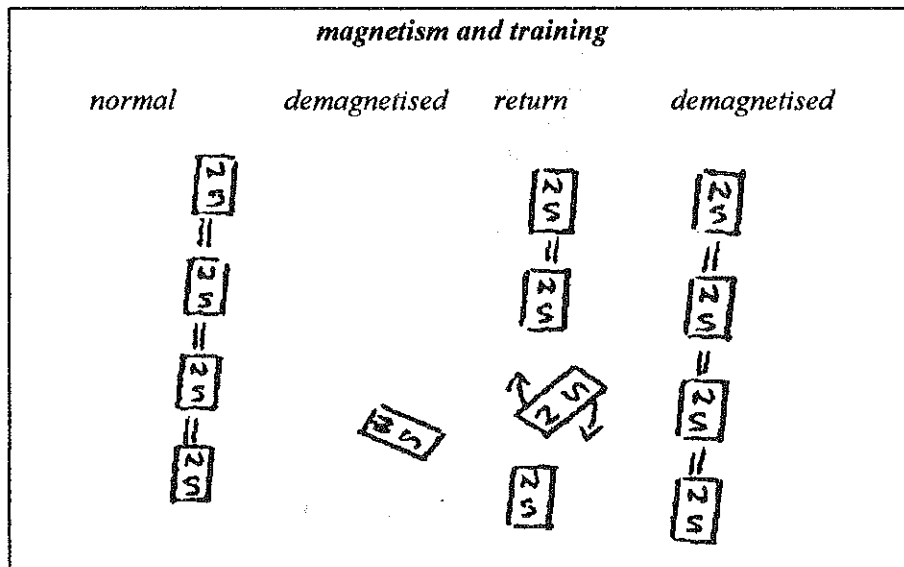 magnetism and training
normal demagnetised return demagnetised
N S N S N S
N S N S N S
N S N S N S N S
N S N S N S